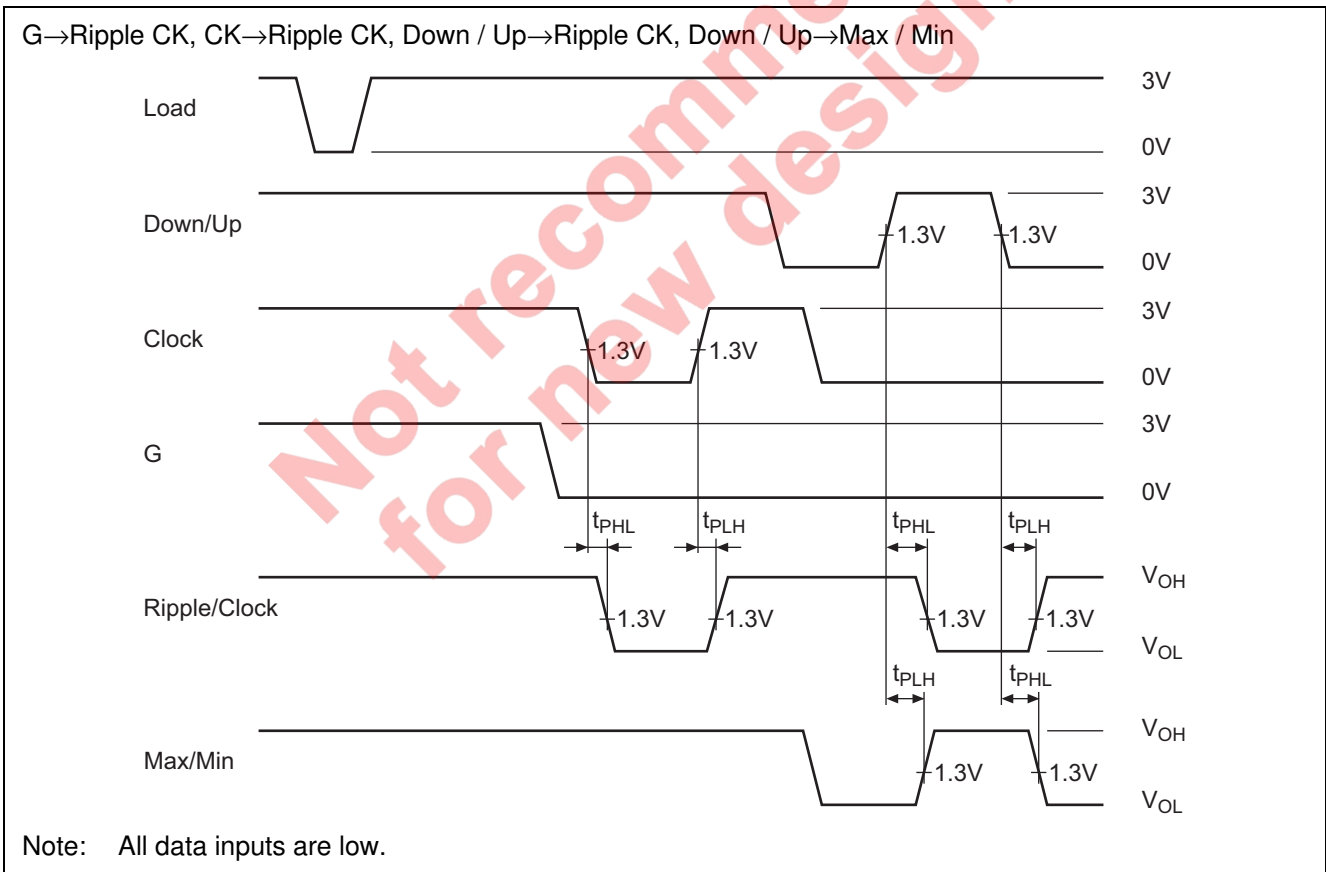 G→Ripple CK, CK→Ripple CK, Down / Up→Ripple CK, Down / Up→Max / Min
Load
3V
0V
Down/Up
1.3V
1.3V
3V
0V
Clock
1.3V
1.3V
3V
0V
G
3V
0V
tPHL
tPLH
tPHL
tPLH
Ripple/Clock
1.3V
1.3V
1.3V
1.3V
VOH
VOL
tPLH
tPHL
Max/Min
1.3V
1.3V
VOH
VOL
Note: All data inputs are low.
Not recomme
for new design